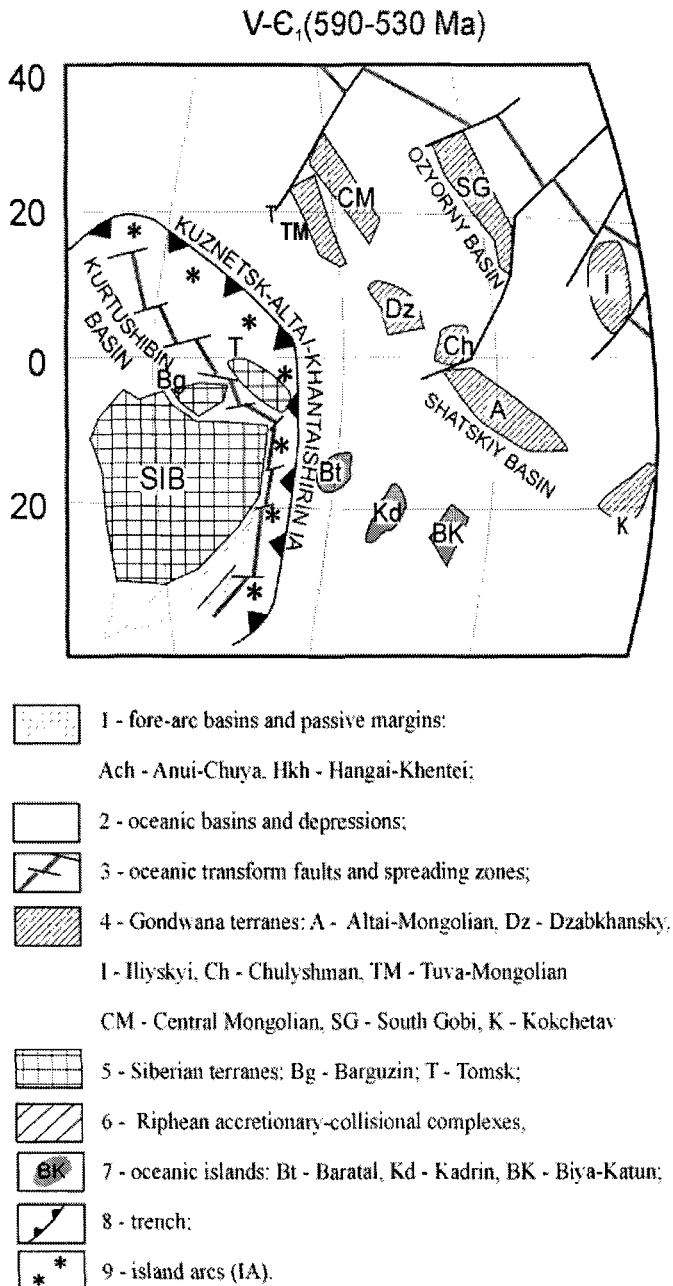 V-Є₁(590-530 Ma)
40
20
0
20
KUZNETSK-ALTAI-KHANTAISHIRIN IA
KURTUSHIBIN
BASIN
OZYORNY BASIN
SHATSKIY BASIN
CM
SG
T
TM
I
Dz
Ch
T
Bg
A
SIB
Bt
Kd
BK
K
1 - fore-arc basins and passive margins:
Ach - Anui-Chuya, Hkh - Hangai-Khentei;
2 - oceanic basins and depressions;
3 - oceanic transform faults and spreading zones;
4 - Gondwana terranes: A - Altai-Mongolian, Dz - Dzabkhansky,
I - Iliyskyi, Ch - Chulyshman, TM - Tuva-Mongolian
CM - Central Mongolian, SG - South Gobi, K - Kokchetav
5 - Siberian terranes; Bg - Barguzin; T - Tomsk;
6 - Riphean accretionary-collisional complexes,
BK
7 - oceanic islands: Bt - Baratal, Kd - Kadrin, BK - Biya-Katun;
8 - trench;
9 - island arcs (IA).